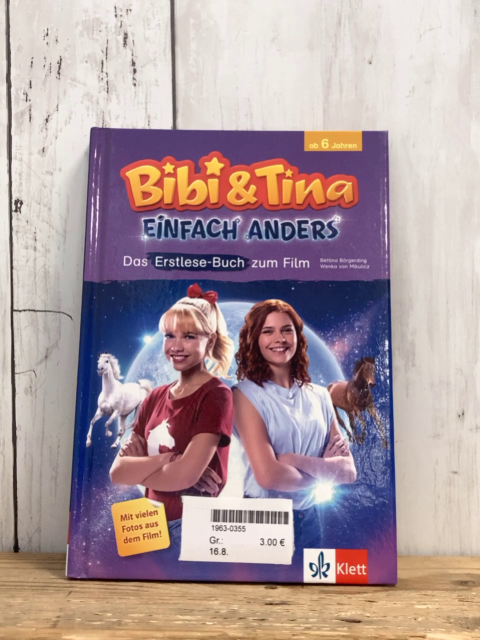 ab 6 Jahren
Bibi & Tina
EINFACH ANDERS
Das Erstlese-Buch zum Film
Bettina Börgerding
Wenka von Mikulicz
Mit vielen
Fotos aus
dem Film!
1963-0355
Gr.: 3.00 €
16.8.
Klett